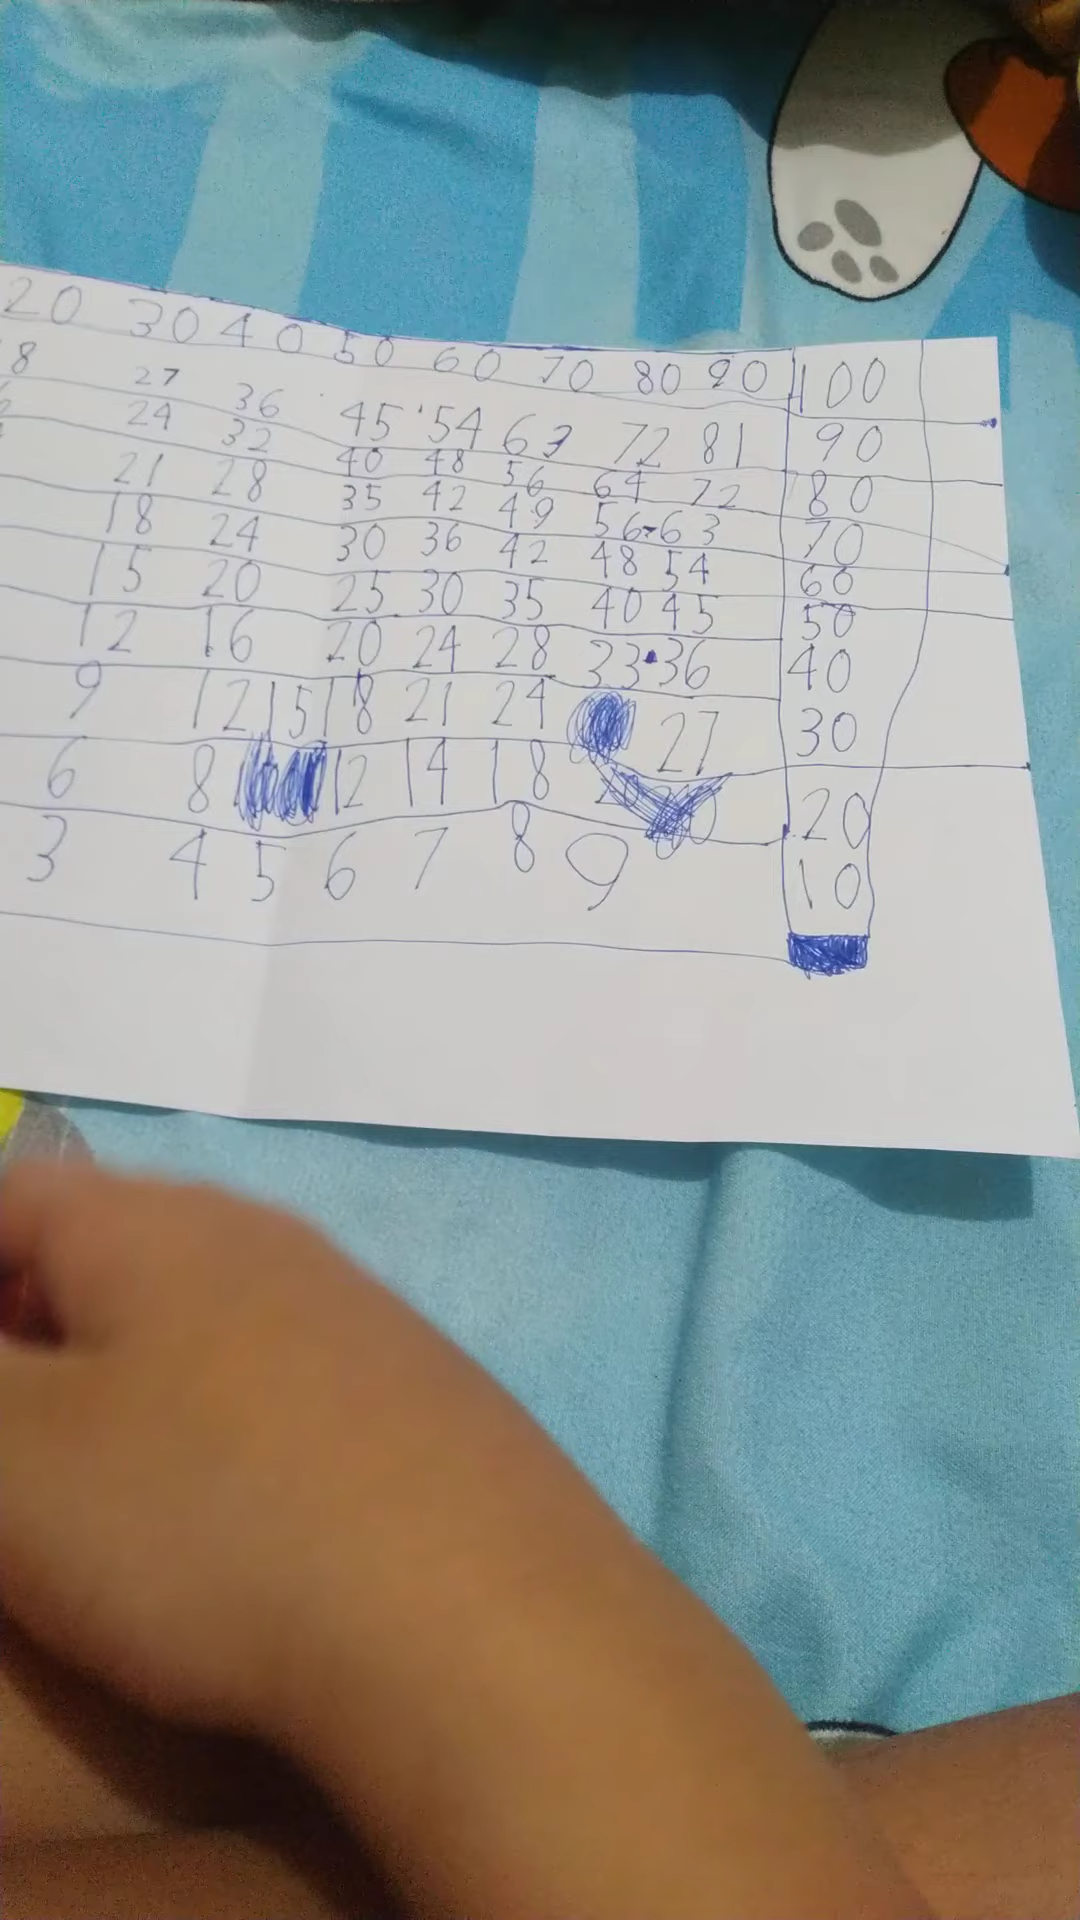 20 30 40 50 60 70 80 90 100
18 27 36 45 54 63 72 81 90
24 32 40 48 56 64 72 80
21 28 35 42 49 56 63 70
18 24 30 36 42 48 54 60
15 20 25 30 35 40 45 50
12 16 20 24 28 33 36 40
9 12 15 18 21 24 27 30
6 8 12 14 18 20
3 4 5 6 7 8 9 10